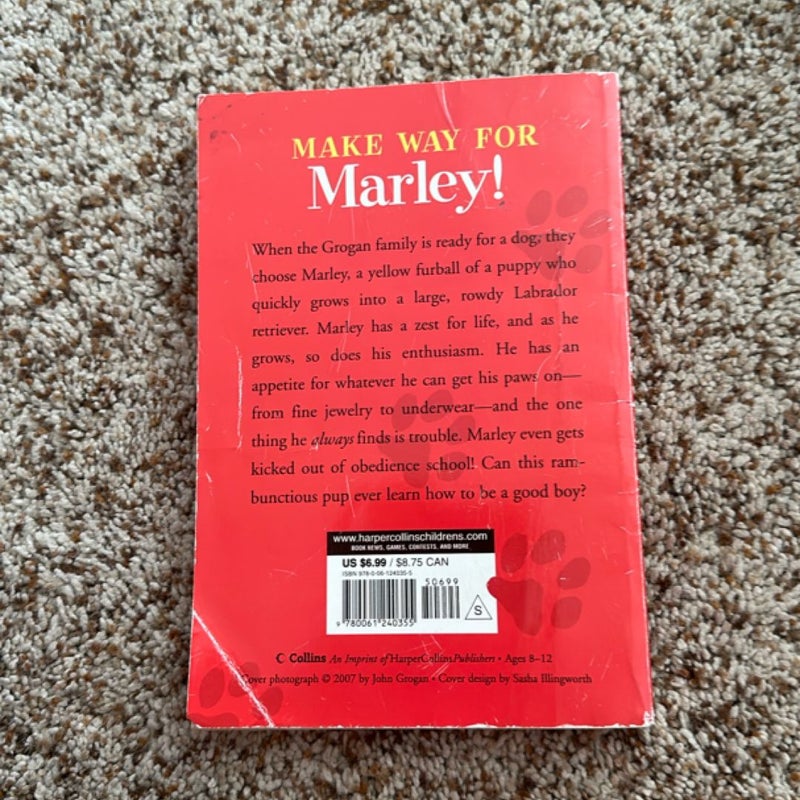 MAKE WAY FOR
Marley!
When the Grogan family is ready for a dog, they
choose Marley, a yellow furball of a puppy who
quickly grows into a large, rowdy Labrador
retriever. Marley has a zest for life, and as he
grows, so does his enthusiasm. He has an
appetite for whatever he can get his paws on—
from fine jewelry to underwear—and the one
thing he always finds is trouble. Marley even gets
kicked out of obedience school! Can this ram-
bunctious pup ever learn how to be a good boy?
www.harpercollinschildrens.com
BOOK NEWS, GAMES, CONTESTS, AND MORE
US $6.99 / $8.75 CAN
ISBN 978-0-06-124035-5
50699
9 780061 240355
S
Collins An Imprint of HarperCollinsPublishers • Ages 8–12
Cover photograph © 2007 by John Grogan • Cover design by Sasha Illingworth